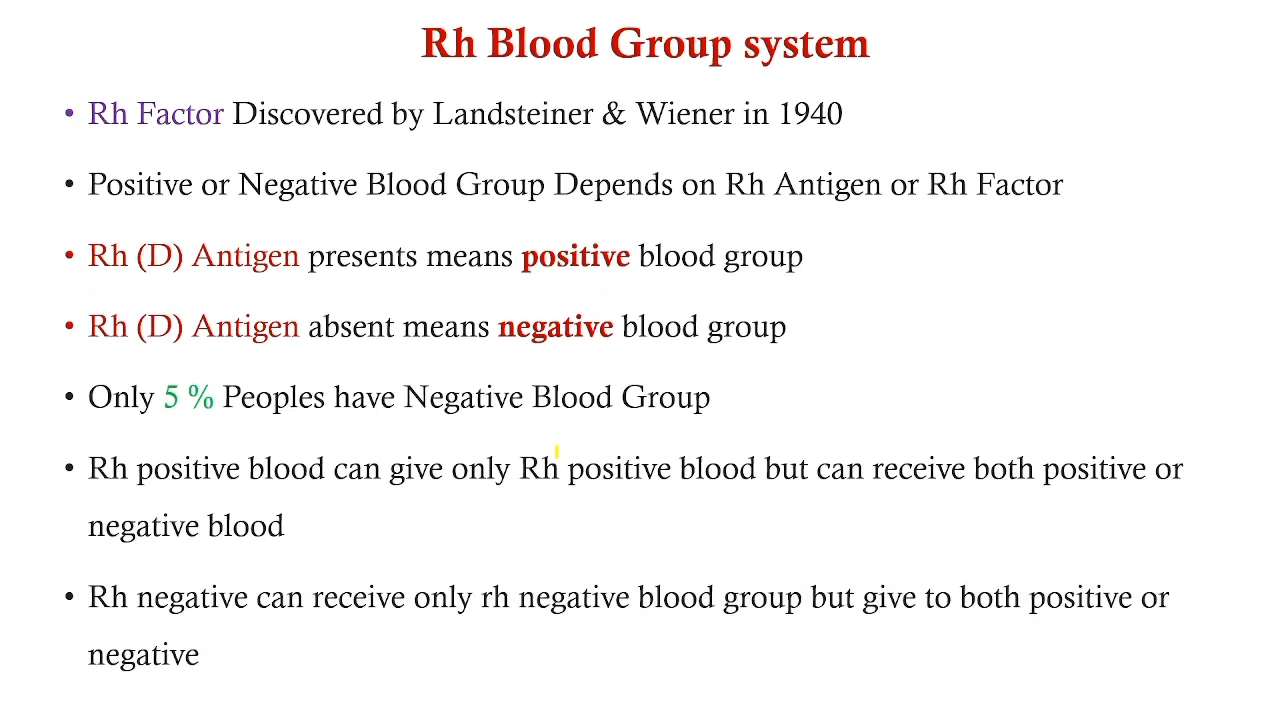 Rh Blood Group system
• Rh Factor Discovered by Landsteiner & Wiener in 1940
• Positive or Negative Blood Group Depends on Rh Antigen or Rh Factor
• Rh (D) Antigen presents means positive blood group
• Rh (D) Antigen absent means negative blood group
• Only 5 % Peoples have Negative Blood Group
• Rh positive blood can give only Rh positive blood but can receive both positive or
negative blood
• Rh negative can receive only rh negative blood group but give to both positive or
negative